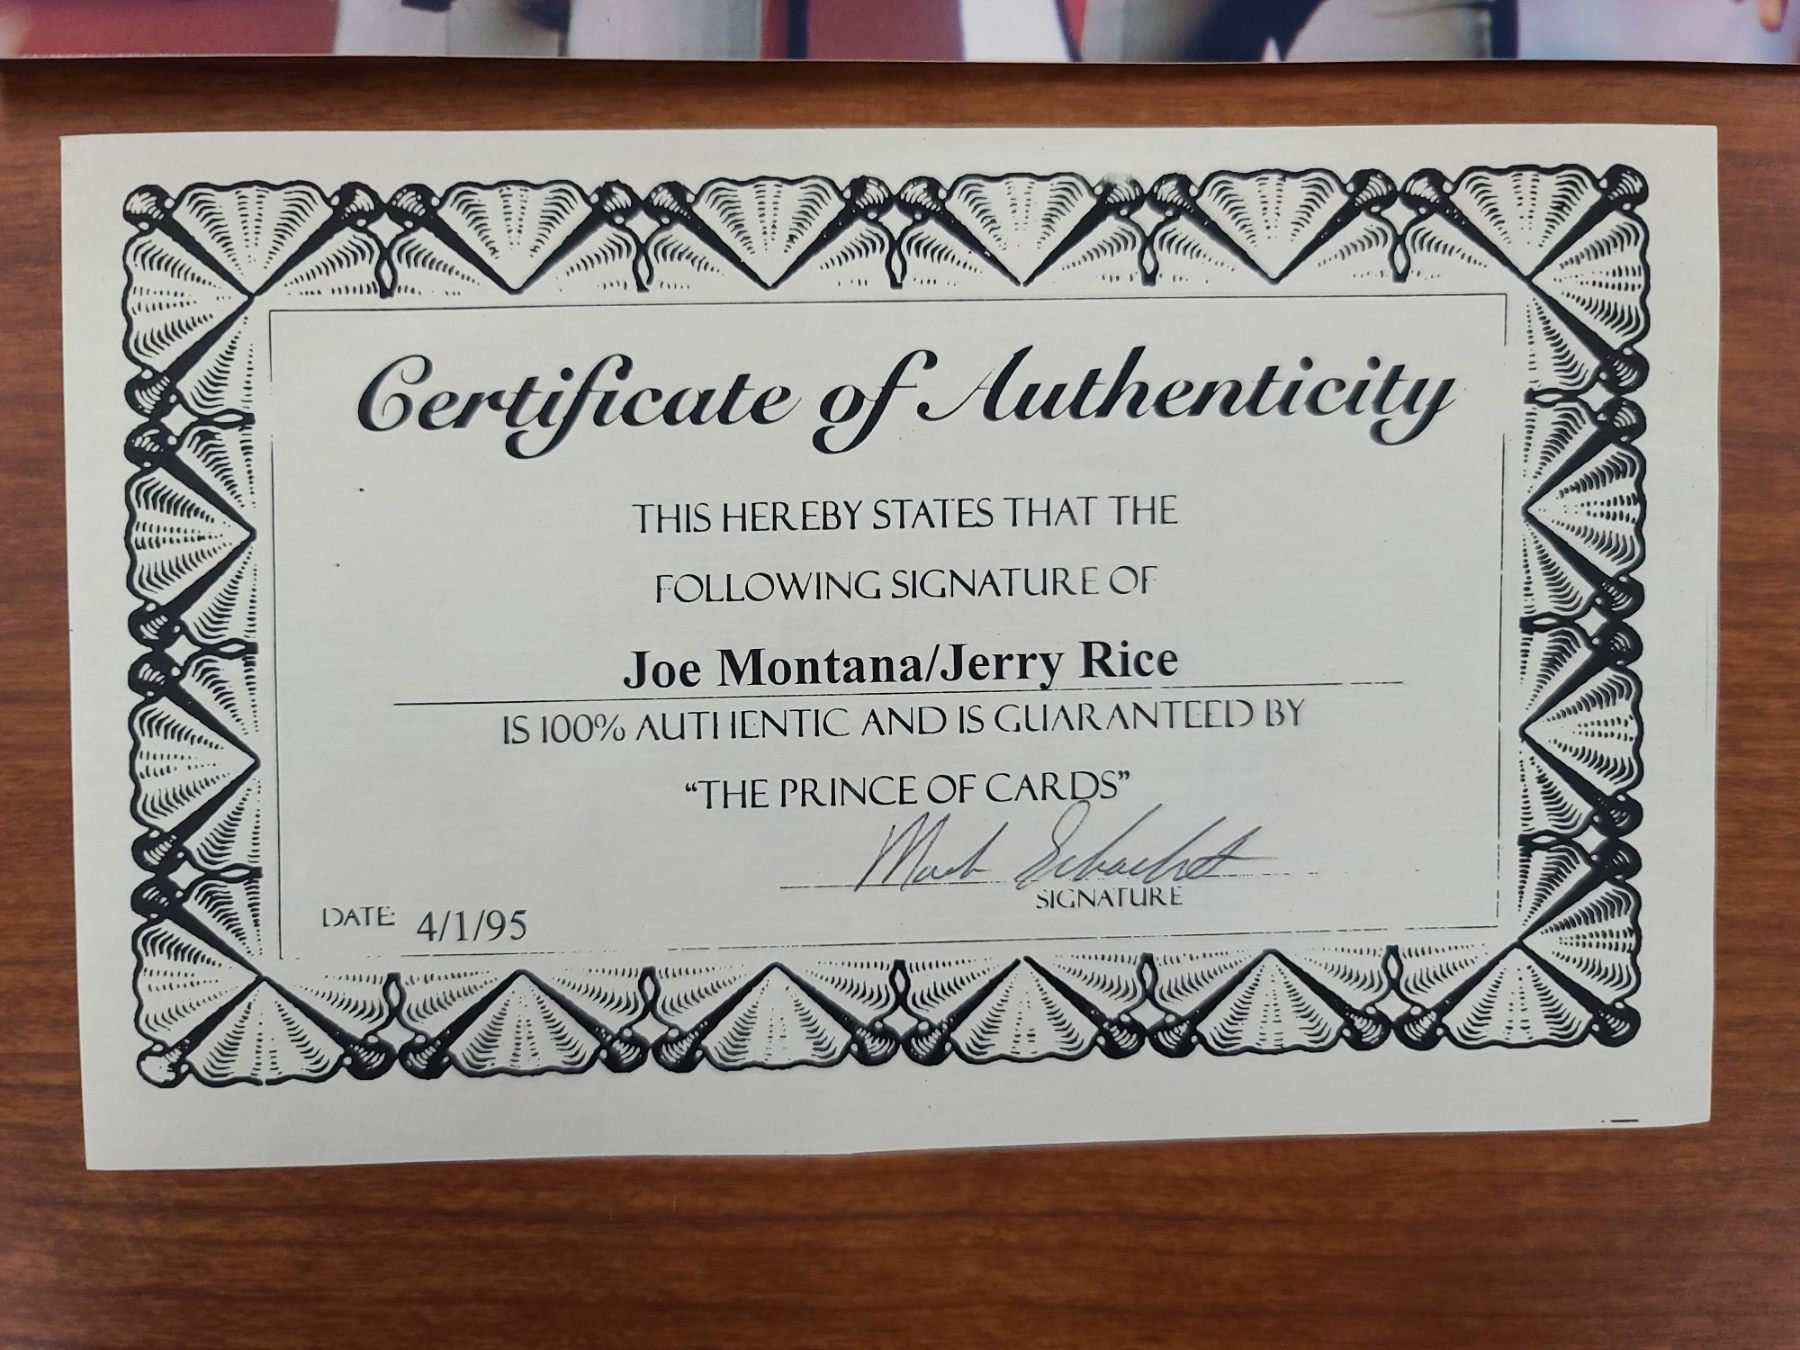 Certificate of Authenticity
THIS HEREBY STATES THAT THE
FOLLOWING SIGNATURE OF
Joe Montana/Jerry Rice
IS 100% AUTHENTIC AND IS GUARANTEED BY
“THE PRINCE OF CARDS”
Mark
SIGNATURE
DATE: 4/1/95